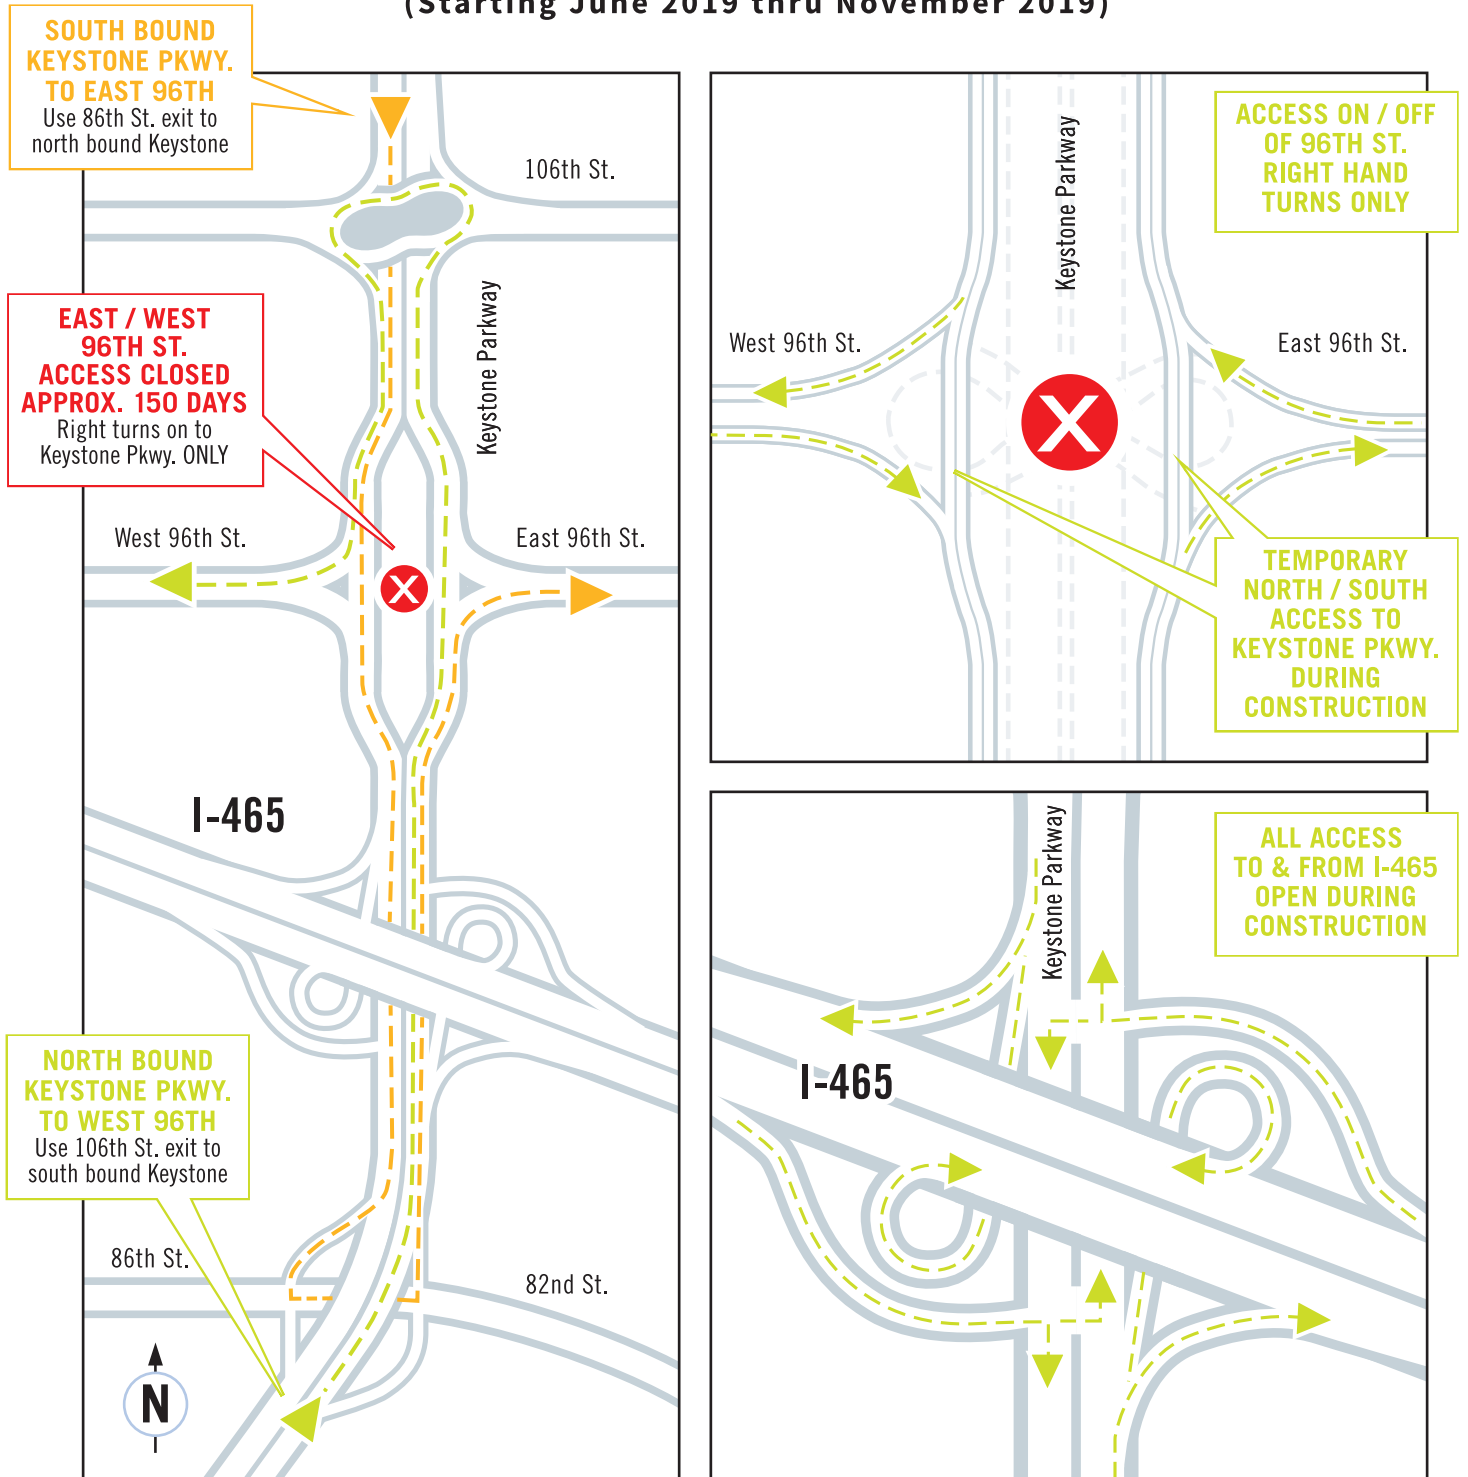 (Starting June 2019 thru November 2019)
SOUTH BOUND
KEYSTONE PKWY.
TO EAST 96TH
Use 86th St. exit to
north bound Keystone
106th St.
Keystone Parkway
EAST / WEST
96TH ST.
ACCESS CLOSED
APPROX. 150 DAYS
Right turns on to
Keystone Pkwy. ONLY
West 96th St.
East 96th St.
X
I-465
NORTH BOUND
KEYSTONE PKWY.
TO WEST 96TH
Use 106th St. exit to
south bound Keystone
86th St.
82nd St.
N
Keystone Parkway
ACCESS ON / OFF
OF 96TH ST.
RIGHT HAND
TURNS ONLY
West 96th St.
East 96th St.
X
TEMPORARY
NORTH / SOUTH
ACCESS TO
KEYSTONE PKWY.
DURING
CONSTRUCTION
Keystone Parkway
ALL ACCESS
TO & FROM I-465
OPEN DURING
CONSTRUCTION
I-465